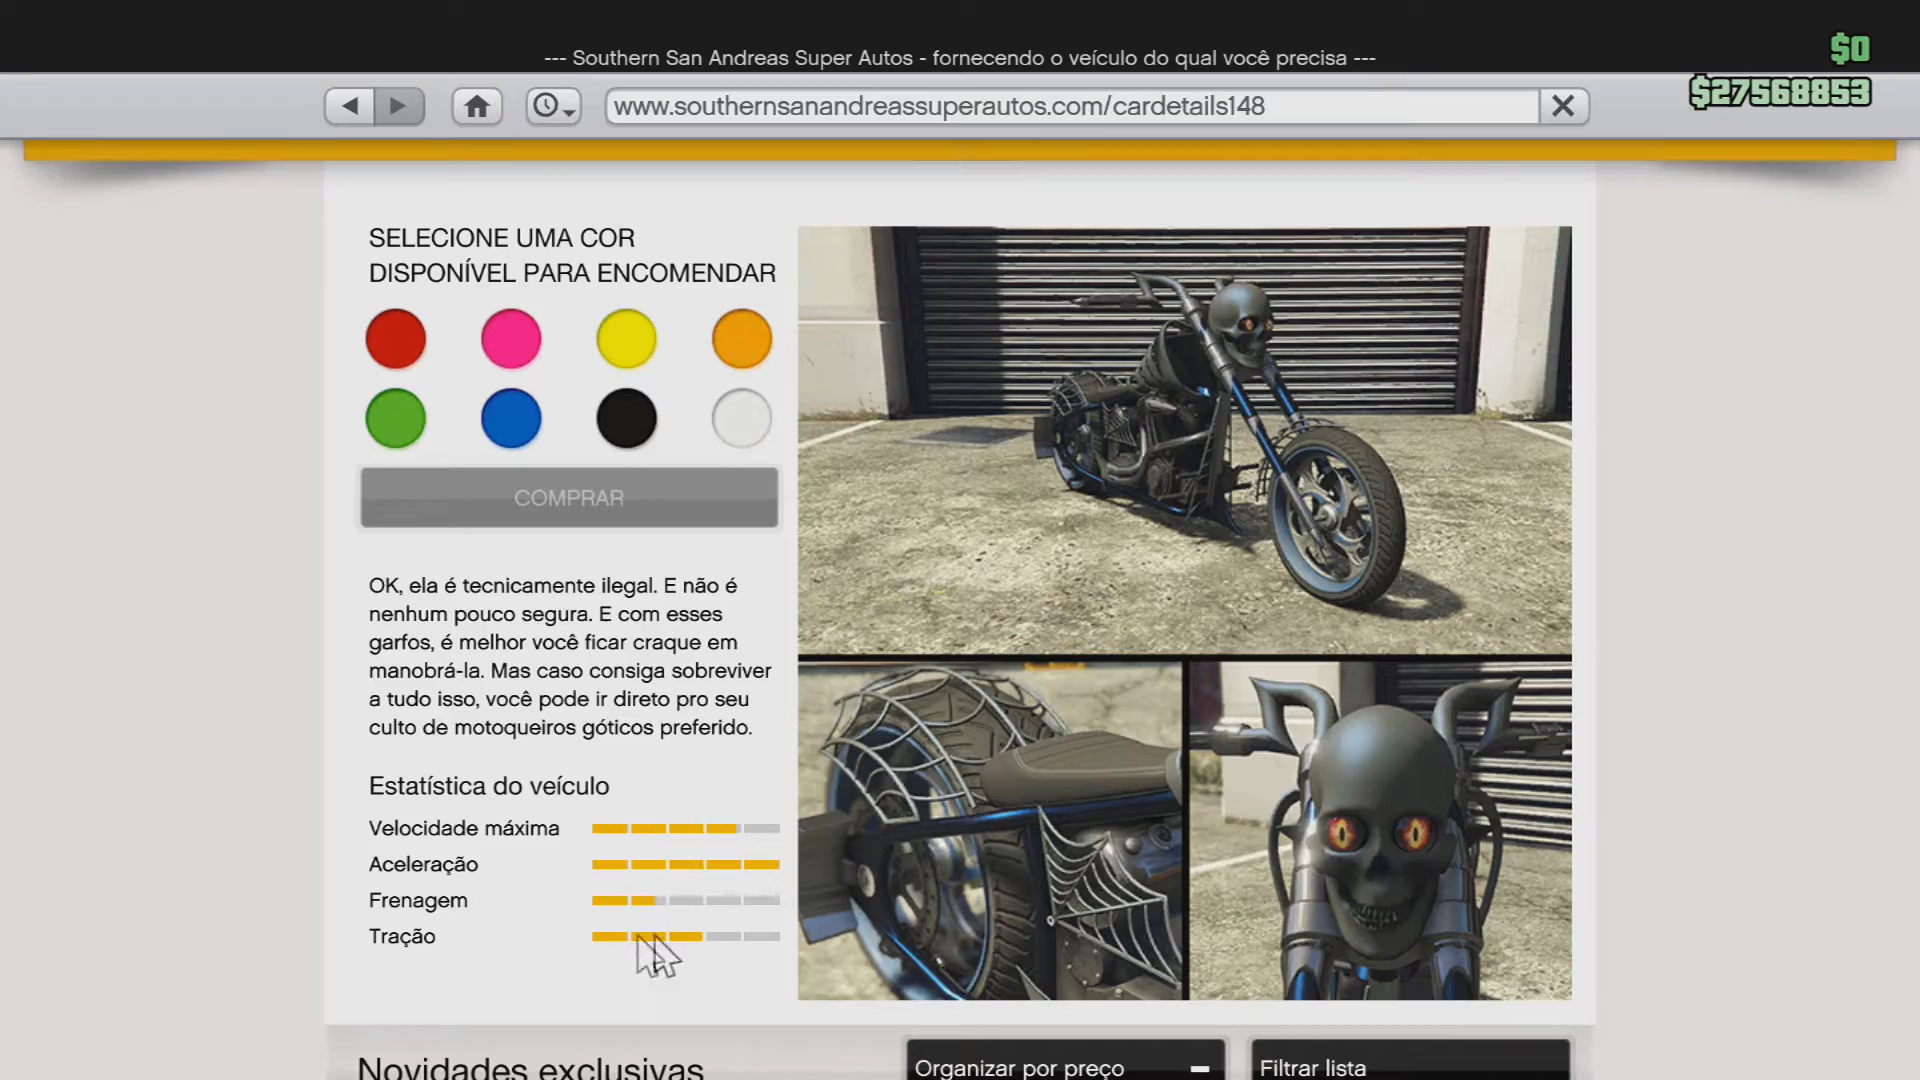 --- Southern San Andreas Super Autos - fornecendo o veículo do qual você precisa ---
$0
$27568853
www.southernsanandreassuperautos.com/cardetails148
SELECIONE UMA COR
DISPONÍVEL PARA ENCOMENDAR
COMPRAR
OK, ela é tecnicamente ilegal. E não é
nenhum pouco segura. E com esses
garfos, é melhor você ficar craque em
manobrá-la. Mas caso consiga sobreviver
a tudo isso, você pode ir direto pro seu
culto de motoqueiros góticos preferido.
Estatística do veículo
Velocidade máxima
Aceleração
Frenagem
Tração
Novidades exclusivas
Organizar por preço
Filtrar lista